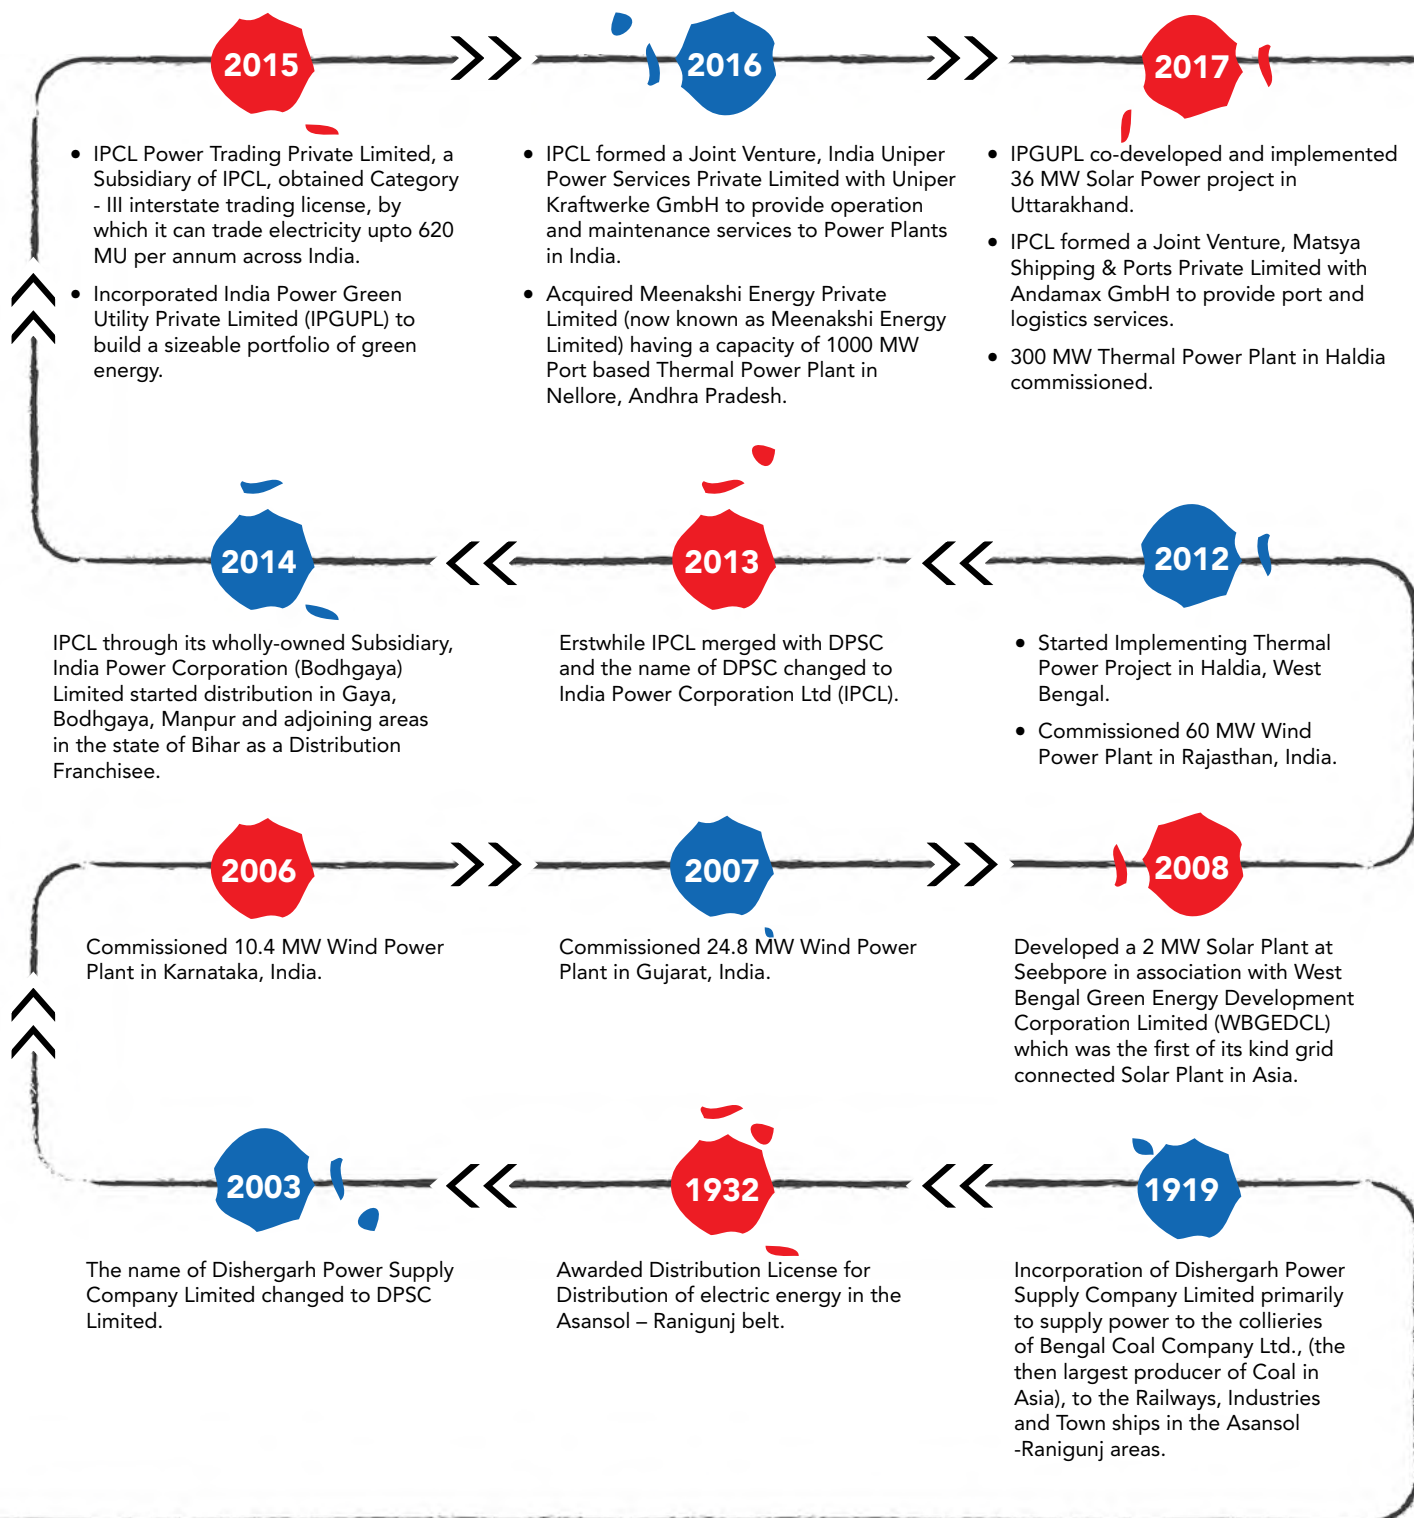 2015
• IPCL Power Trading Private Limited, a
Subsidiary of IPCL, obtained Category
- III interstate trading license, by
which it can trade electricity upto 620
MU per annum across India.
• Incorporated India Power Green
Utility Private Limited (IPGUPL) to
build a sizeable portfolio of green
energy.
2016
• IPCL formed a Joint Venture, India Uniper
Power Services Private Limited with Uniper
Kraftwerke GmbH to provide operation
and maintenance services to Power Plants
in India.
• Acquired Meenakshi Energy Private
Limited (now known as Meenakshi Energy
Limited) having a capacity of 1000 MW
Port based Thermal Power Plant in
Nellore, Andhra Pradesh.
2017
• IPGUPL co-developed and implemented
36 MW Solar Power project in
Uttarakhand.
• IPCL formed a Joint Venture, Matsya
Shipping & Ports Private Limited with
Andamax GmbH to provide port and
logistics services.
• 300 MW Thermal Power Plant in Haldia
commissioned.
2014
IPCL through its wholly-owned Subsidiary,
India Power Corporation (Bodhgaya)
Limited started distribution in Gaya,
Bodhgaya, Manpur and adjoining areas
in the state of Bihar as a Distribution
Franchisee.
2013
Erstwhile IPCL merged with DPSC
and the name of DPSC changed to
India Power Corporation Ltd (IPCL).
2012
• Started Implementing Thermal
Power Project in Haldia, West
Bengal.
• Commissioned 60 MW Wind
Power Plant in Rajasthan, India.
2006
Commissioned 10.4 MW Wind Power
Plant in Karnataka, India.
2007
Commissioned 24.8 MW Wind Power
Plant in Gujarat, India.
2008
Developed a 2 MW Solar Plant at
Seebpore in association with West
Bengal Green Energy Development
Corporation Limited (WBGEDCL)
which was the first of its kind grid
connected Solar Plant in Asia.
2003
The name of Dishergarh Power Supply
Company Limited changed to DPSC
Limited.
1932
Awarded Distribution License for
Distribution of electric energy in the
Asansol – Ranigunj belt.
1919
Incorporation of Dishergarh Power
Supply Company Limited primarily
to supply power to the collieries
of Bengal Coal Company Ltd., (the
then largest producer of Coal in
Asia), to the Railways, Industries
and Town ships in the Asansol
-Ranigunj areas.